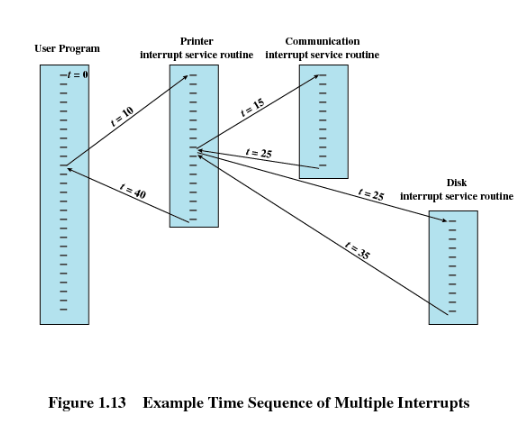 User Program
Printer
interrupt service routine
Communication
interrupt service routine
t = 0
t = 10
t = 15
t = 25
t = 40
t = 25
Disk
interrupt service routine
t = 35
Figure 1.13 Example Time Sequence of Multiple Interrupts